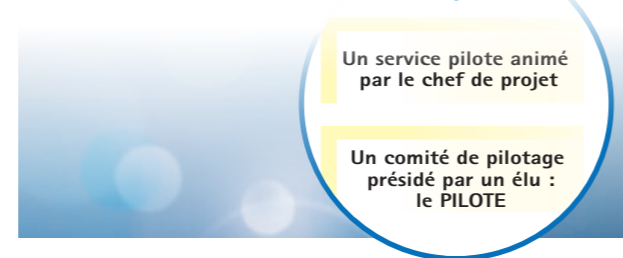 Un service pilote animé
par le chef de projet
Un comité de pilotage
présidé par un élu :
le PILOTE